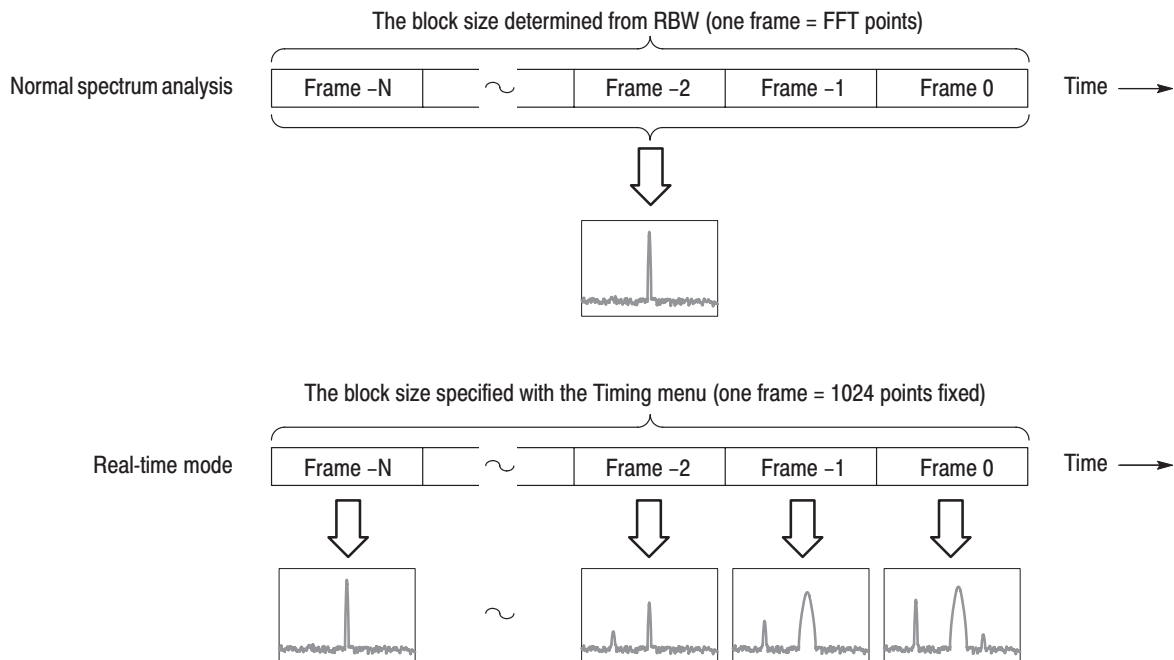 The block size determined from RBW (one frame = FFT points)
Normal spectrum analysis
Frame –N
Frame –2
Frame –1
Frame 0
Time
The block size specified with the Timing menu (one frame = 1024 points fixed)
Real-time mode
Frame –N
Frame –2
Frame –1
Frame 0
Time